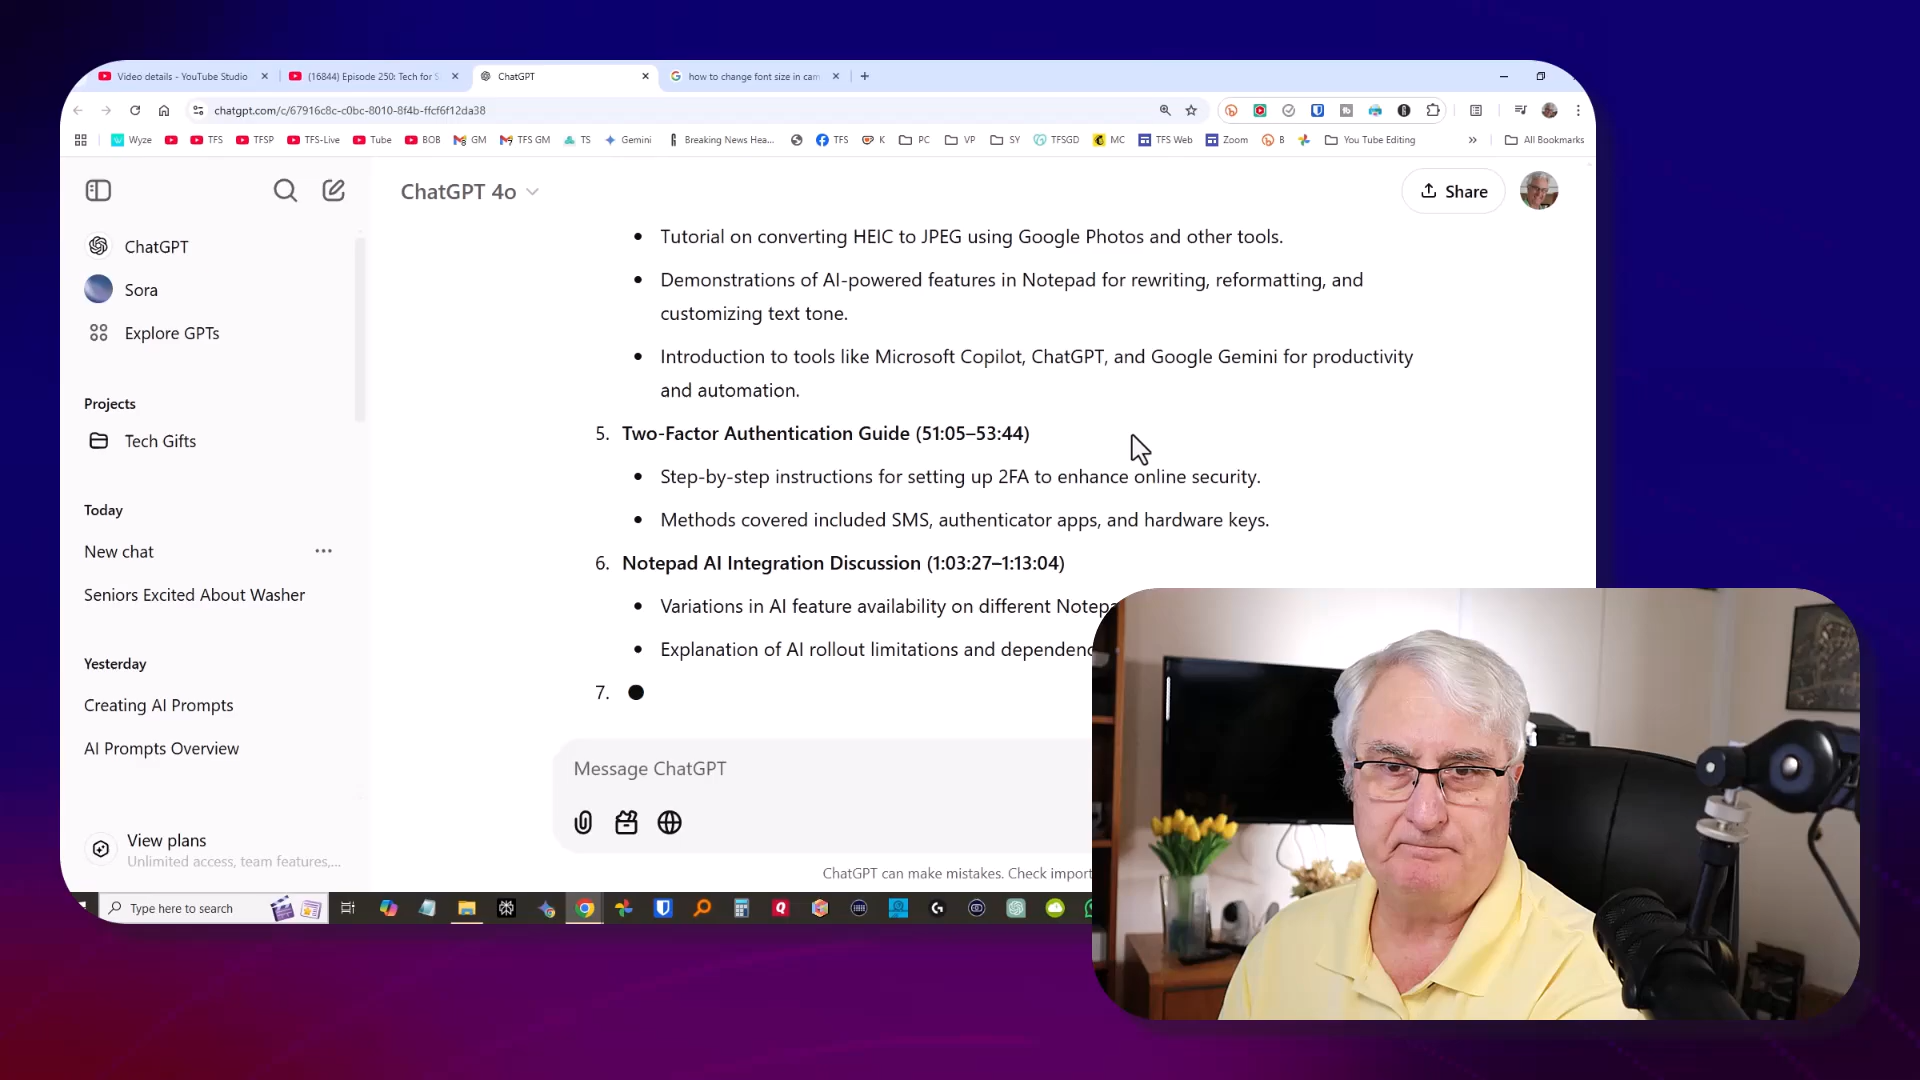 Video details - YouTube Studio
(16844) Episode 250: Tech for S
ChatGPT
how to change font size in cam
chatgpt.com/c/67916c8c-c0bc-8010-8f4b-ffcf6f12da38
Wyze
TFS
TFSP
TFS-Live
Tube
BOB
GM
TFS GM
TS
Gemini
Breaking News Hea...
TFS
K
PC
VP
SY
TFSGD
MC
TFS Web
Zoom
B
You Tube Editing
»
All Bookmarks
ChatGPT 4o
Share
ChatGPT
Sora
Explore GPTs
Projects
Tech Gifts
Today
New chat
Seniors Excited About Washer
Yesterday
Creating AI Prompts
AI Prompts Overview
View plans
Unlimited access, team features,...
• Tutorial on converting HEIC to JPEG using Google Photos and other tools.
• Demonstrations of AI-powered features in Notepad for rewriting, reformatting, and
customizing text tone.
• Introduction to tools like Microsoft Copilot, ChatGPT, and Google Gemini for productivity
and automation.
5. Two-Factor Authentication Guide (51:05–53:44)
• Step-by-step instructions for setting up 2FA to enhance online security.
• Methods covered included SMS, authenticator apps, and hardware keys.
6. Notepad AI Integration Discussion (1:03:27–1:13:04)
• Variations in AI feature availability on different Notepa
• Explanation of AI rollout limitations and dependenc
7.
Message ChatGPT
ChatGPT can make mistakes. Check import
Type here to search